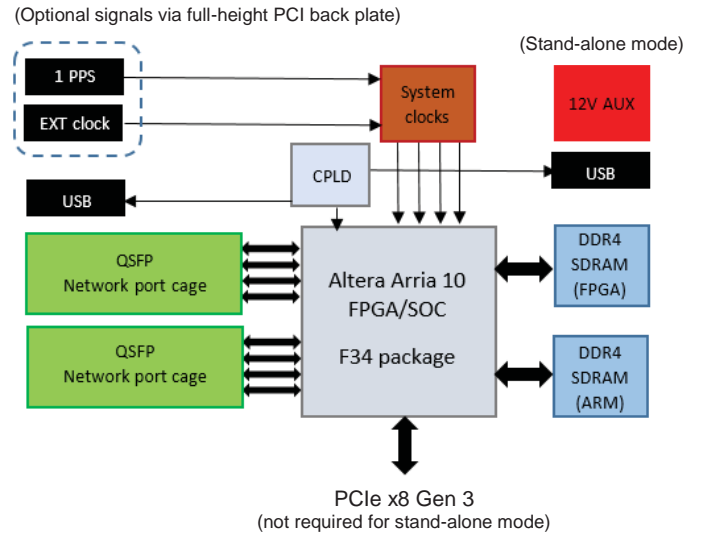 (Optional signals via full-height PCI back plate)
(Stand-alone mode)
1 PPS
EXT clock
System
clocks
12V AUX
CPLD
USB
USB
QSFP
Network port cage
Altera Arria 10
FPGA/SOC
F34 package
DDR4
SDRAM
(FPGA)
QSFP
Network port cage
DDR4
SDRAM
(ARM)
PCIe x8 Gen 3
(not required for stand-alone mode)